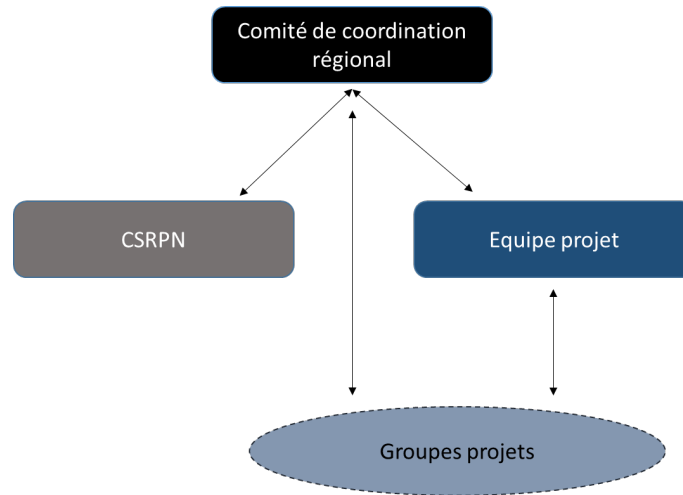 Comité de coordination
régional
CSRPN
Equipe projet
Groupes projets